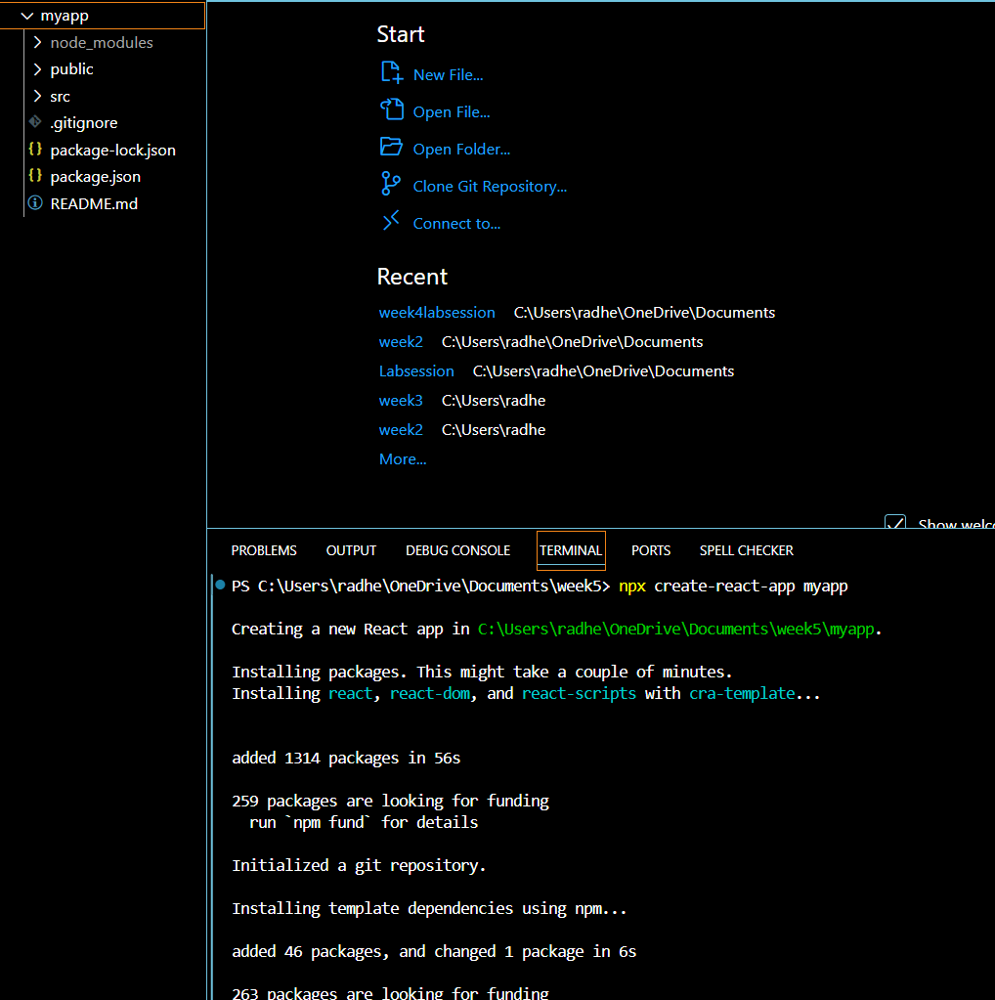 myapp
node_modules
public
src
.gitignore
{} package-lock.json
{} package.json
README.md
Start
New File...
Open File...
Open Folder...
Clone Git Repository...
Connect to...
Recent
week4labsession C:\Users\radhe\OneDrive\Documents
week2 C:\Users\radhe\OneDrive\Documents
Labsession C:\Users\radhe\OneDrive\Documents
week3 C:\Users\radhe
week2 C:\Users\radhe
More...
Show welco
PROBLEMS OUTPUT DEBUG CONSOLE TERMINAL PORTS SPELL CHECKER
PS C:\Users\radhe\OneDrive\Documents\week5> npx create-react-app myapp
Creating a new React app in C:\Users\radhe\OneDrive\Documents\week5\myapp.
Installing packages. This might take a couple of minutes.
Installing react, react-dom, and react-scripts with cra-template...
added 1314 packages in 56s
259 packages are looking for funding
run `npm fund` for details
Initialized a git repository.
Installing template dependencies using npm...
added 46 packages, and changed 1 package in 6s
263 packages are looking for funding